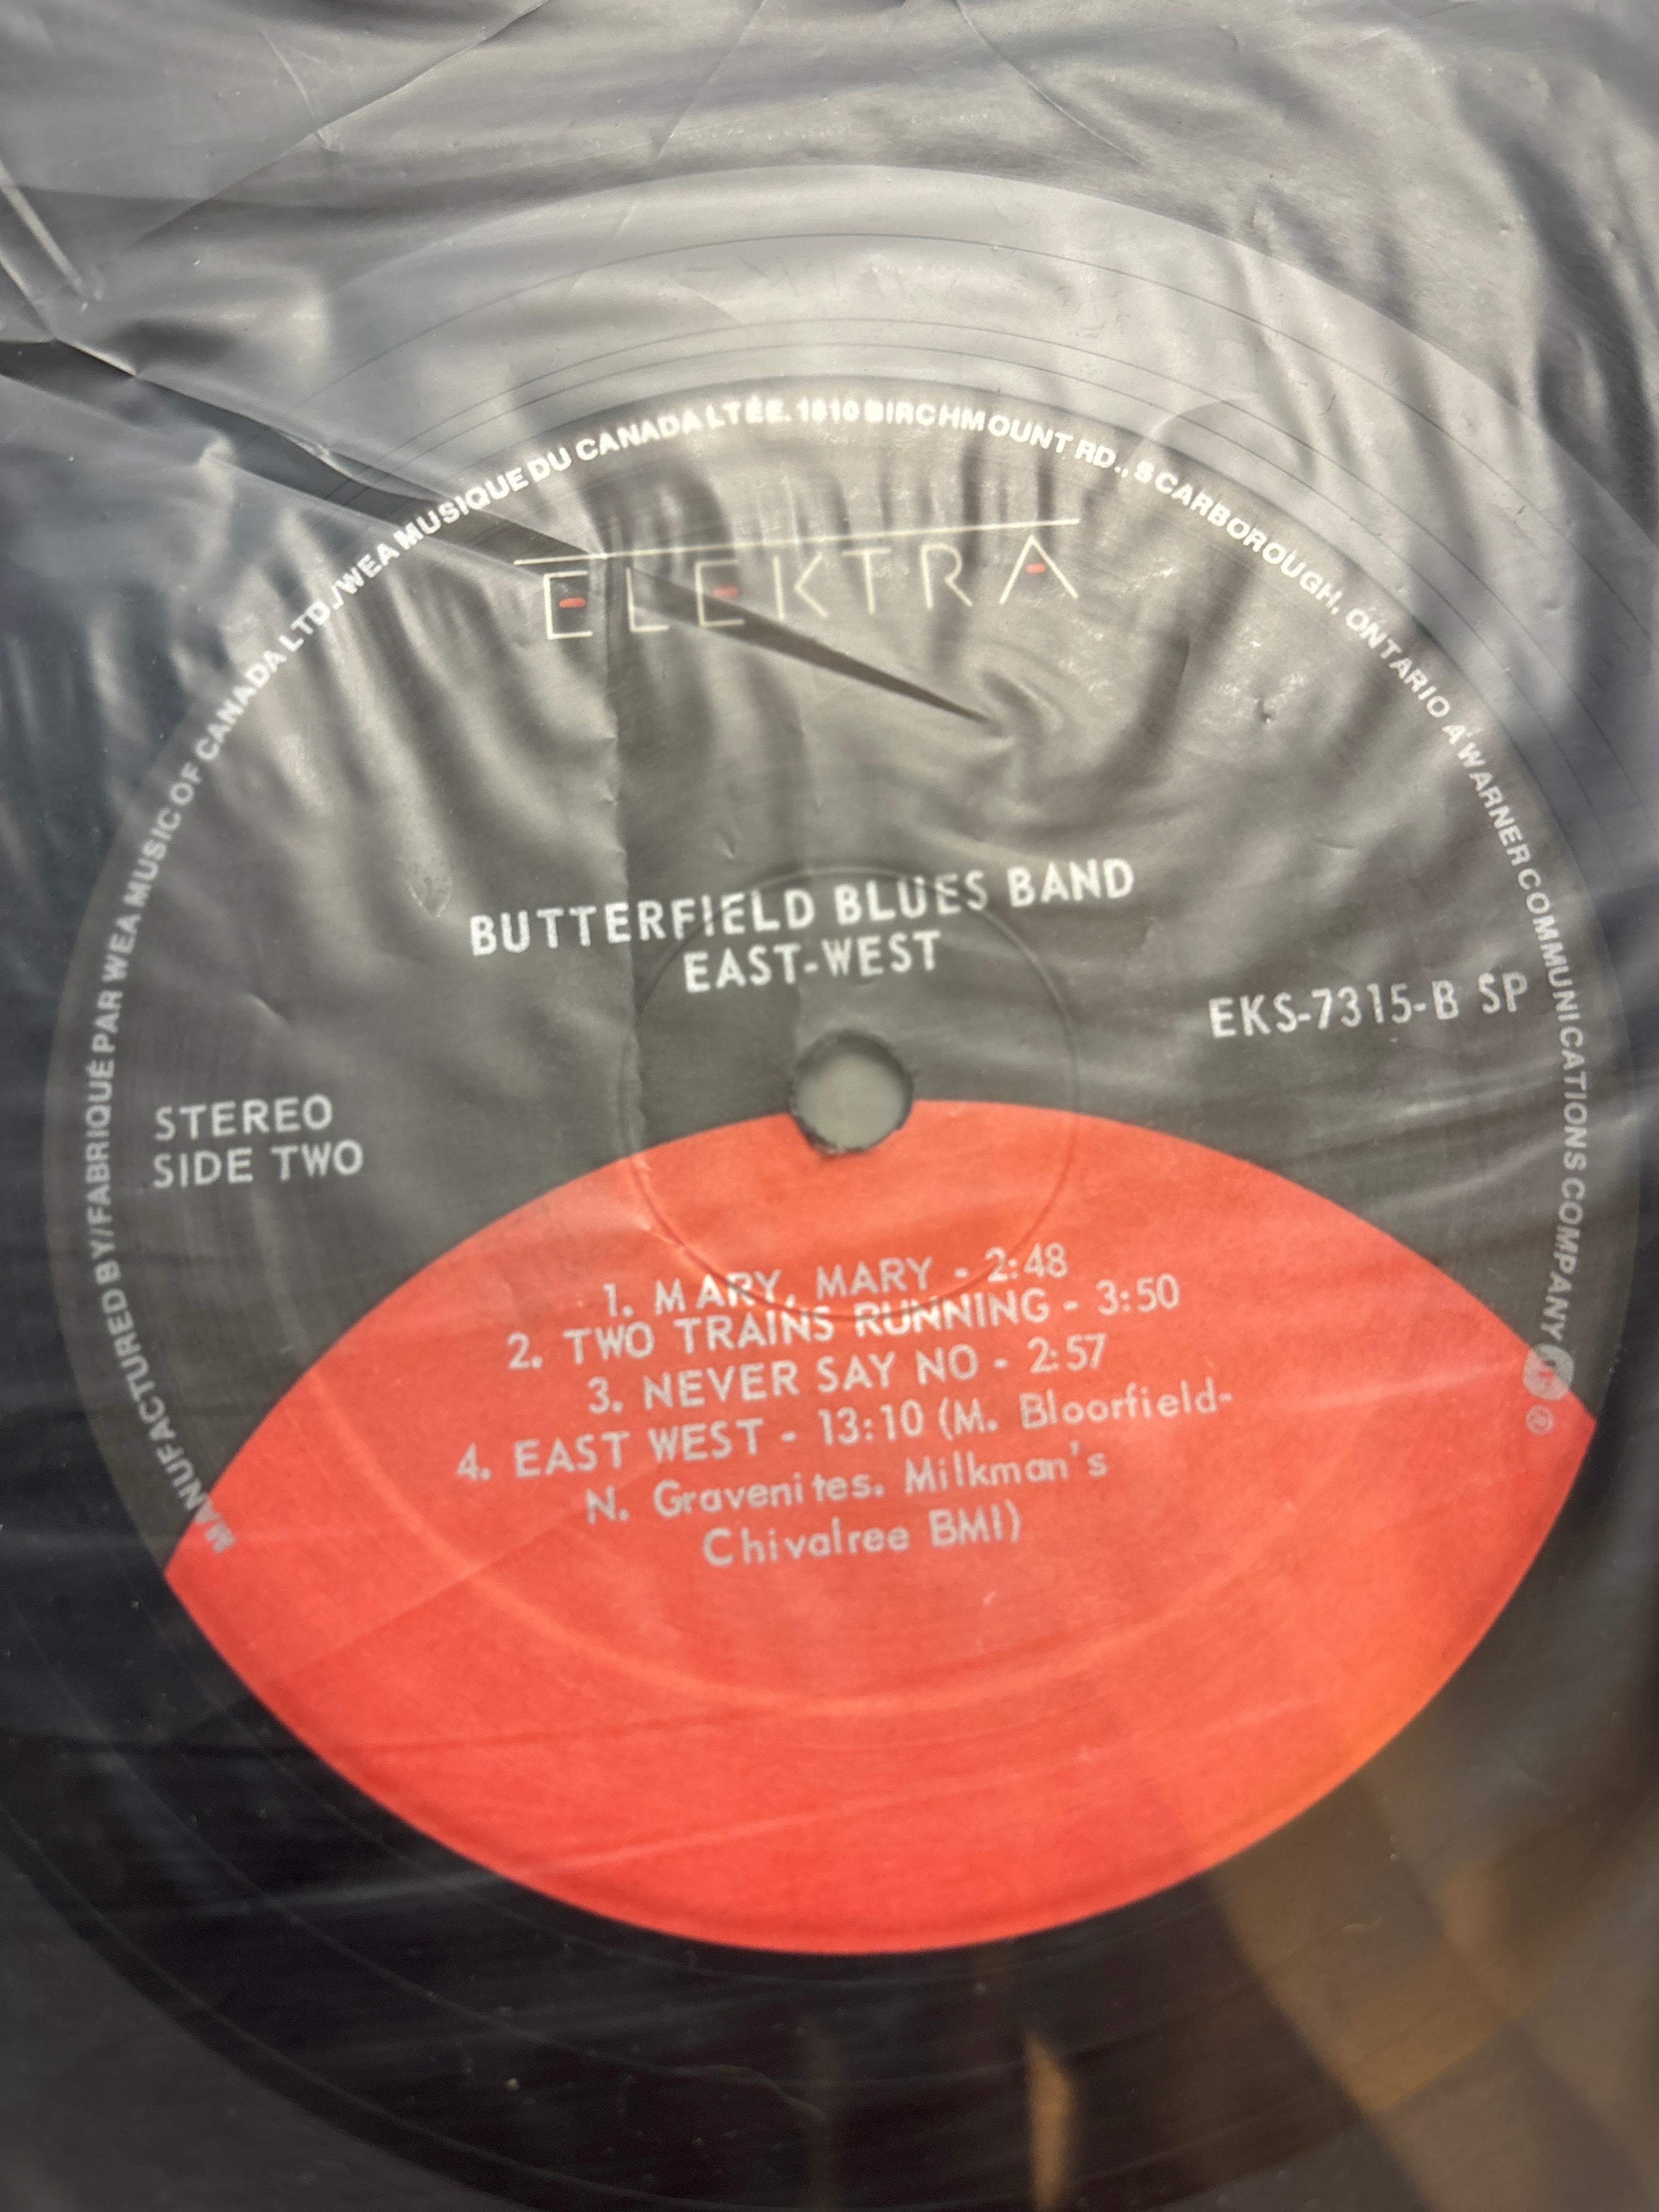 MANUFACTURED BY/FABRIQUÉ PAR WEA MUSIC OF CANADA LTD./WEA MUSIQUE DU CANADA LTÉE. 1810 BIRCHMOUNT RD., SCARBOROUGH, ONTARIO A WARNER COMMUNICATIONS COMPANY
ELEKTRA
BUTTERFIELD BLUES BAND
EAST-WEST
EKS-7315-B SP
STEREO
SIDE TWO
1. MARY, MARY - 2:48
2. TWO TRAINS RUNNING - 3:50
3. NEVER SAY NO - 2:57
4. EAST WEST - 13:10 (M. Bloorfield-
N. Gravenites. Milkman's
Chivalree BMI)